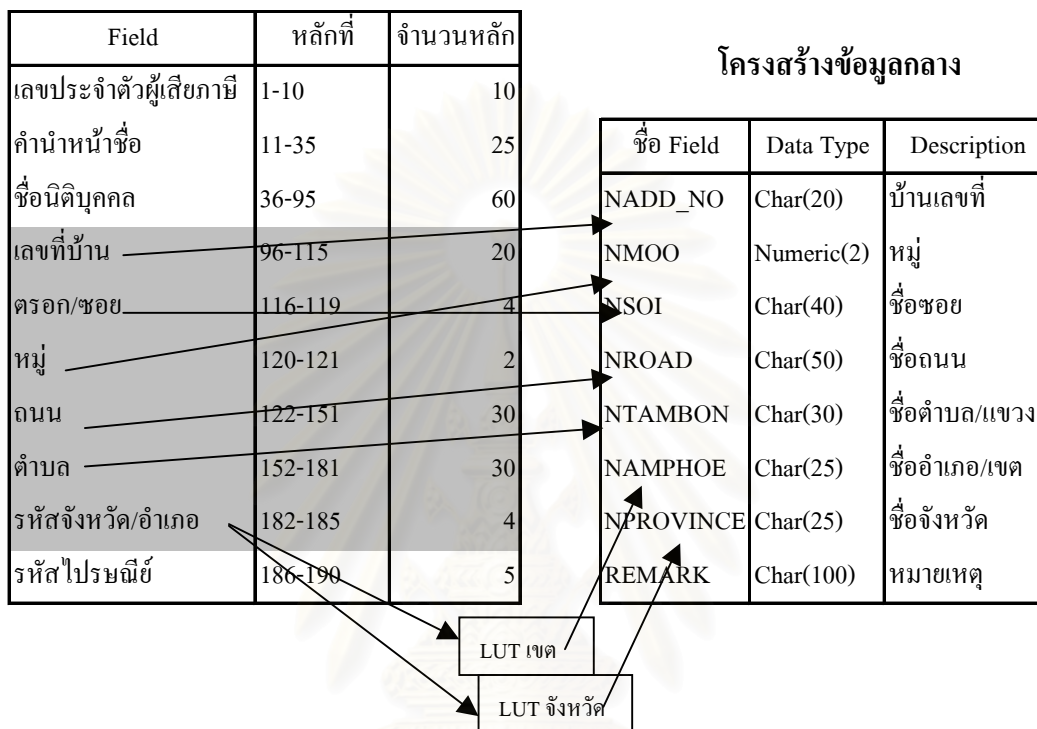 Field หลักที่ จำนวนหลัก
เลขประจำตัวผู้เสียภาษี 1-10 10
คำนำหน้าชื่อ 11-35 25
ชื่อนิติบุคคล 36-95 60
เลขที่บ้าน 96-115 20
ตรอก/ซอย 116-119 4
หมู่ 120-121 2
ถนน 122-151 30
ตำบล 152-181 30
รหัสจังหวัด/อำเภอ 182-185 4
รหัสไปรษณีย์ 186-190 5
โครงสร้างข้อมูลกลาง
ชื่อ Field Data Type Description
NADD_NO Char(20) บ้านเลขที่
NMOO Numeric(2) หมู่
NSOI Char(40) ชื่อซอย
NROAD Char(50) ชื่อถนน
NTAMBON Char(30) ชื่อตำบล/แขวง
NAMPHOE Char(25) ชื่ออำเภอ/เขต
NPROVINCE Char(25) ชื่อจังหวัด
REMARK Char(100) หมายเหตุ
LUT เขต
LUT จังหวัด